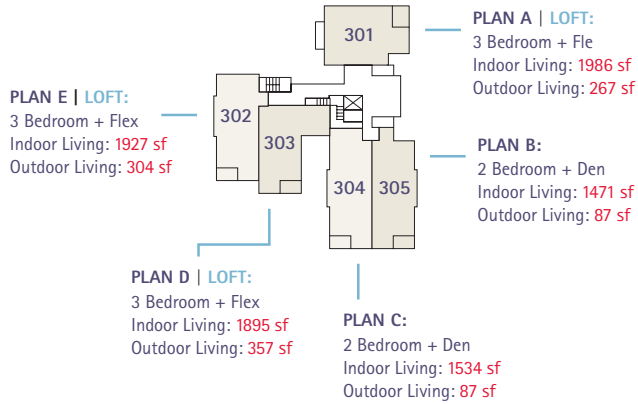 301
PLAN A | LOFT:
3 Bedroom + Fle
Indoor Living: 1986 sf
Outdoor Living: 267 sf
PLAN E | LOFT:
3 Bedroom + Flex
Indoor Living: 1927 sf
Outdoor Living: 304 sf
302
303
304
305
PLAN B:
2 Bedroom + Den
Indoor Living: 1471 sf
Outdoor Living: 87 sf
PLAN D | LOFT:
3 Bedroom + Flex
Indoor Living: 1895 sf
Outdoor Living: 357 sf
PLAN C:
2 Bedroom + Den
Indoor Living: 1534 sf
Outdoor Living: 87 sf